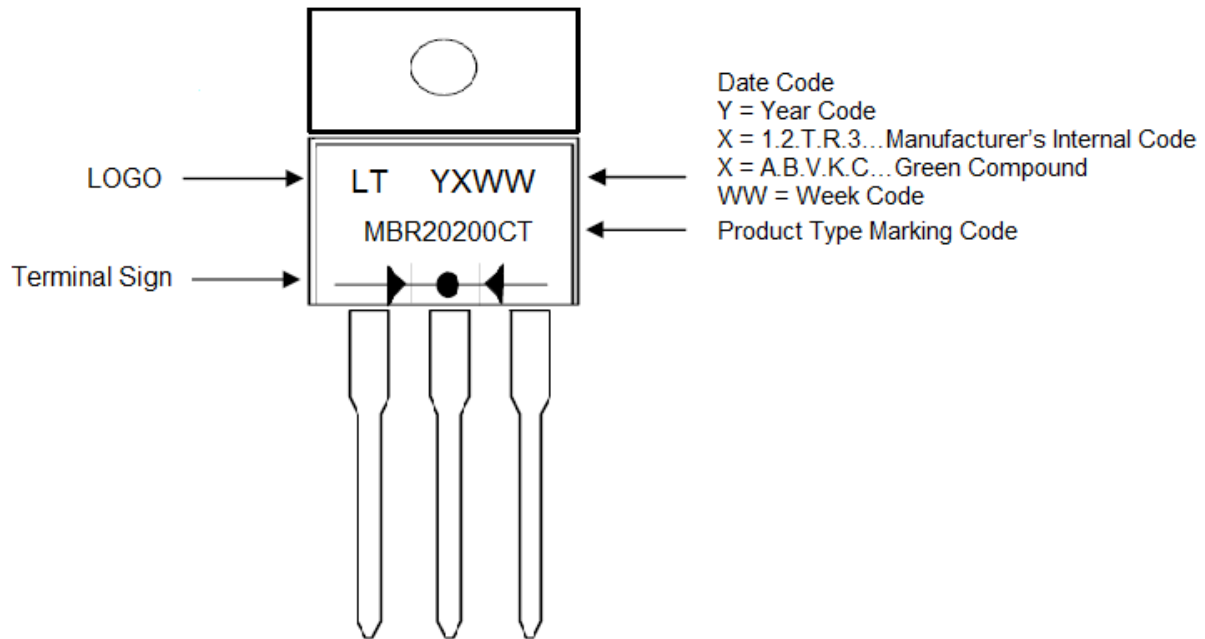 Date Code
Y = Year Code
X = 1.2.T.R.3...Manufacturer's Internal Code
X = A.B.V.K.C...Green Compound
WW = Week Code
LOGO
LT YXWW
MBR20200CT
Product Type Marking Code
Terminal Sign